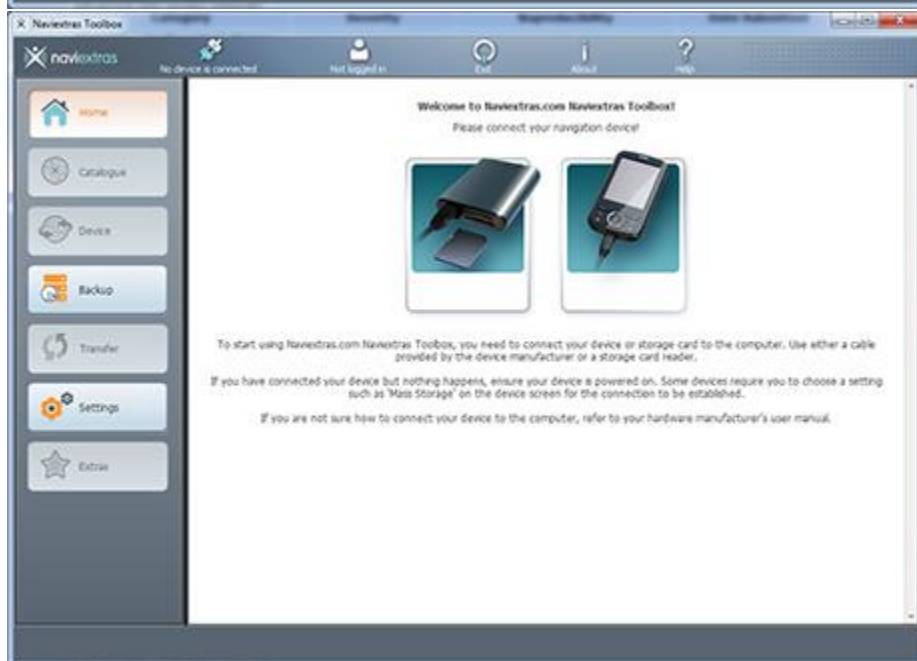 Category Severity Reproducibility Date Submitted
Naviextras Toolbox
naviextras
No device is connected
Not logged in
Exit
About
Help
Home
Catalogue
Device
Backup
Transfer
Settings
Extras
Welcome to Naviextras.com Naviextras Toolbox!
Please connect your navigation device!
To start using Naviextras.com Naviextras Toolbox, you need to connect your device or storage card to the computer. Use either a cable
provided by the device manufacturer or a storage card reader.
If you have connected your device but nothing happens, ensure your device is powered on. Some devices require you to choose a setting
such as 'Mass Storage' on the device screen for the connection to be established.
If you are not sure how to connect your device to the computer, refer to your hardware manufacturer's user manual.